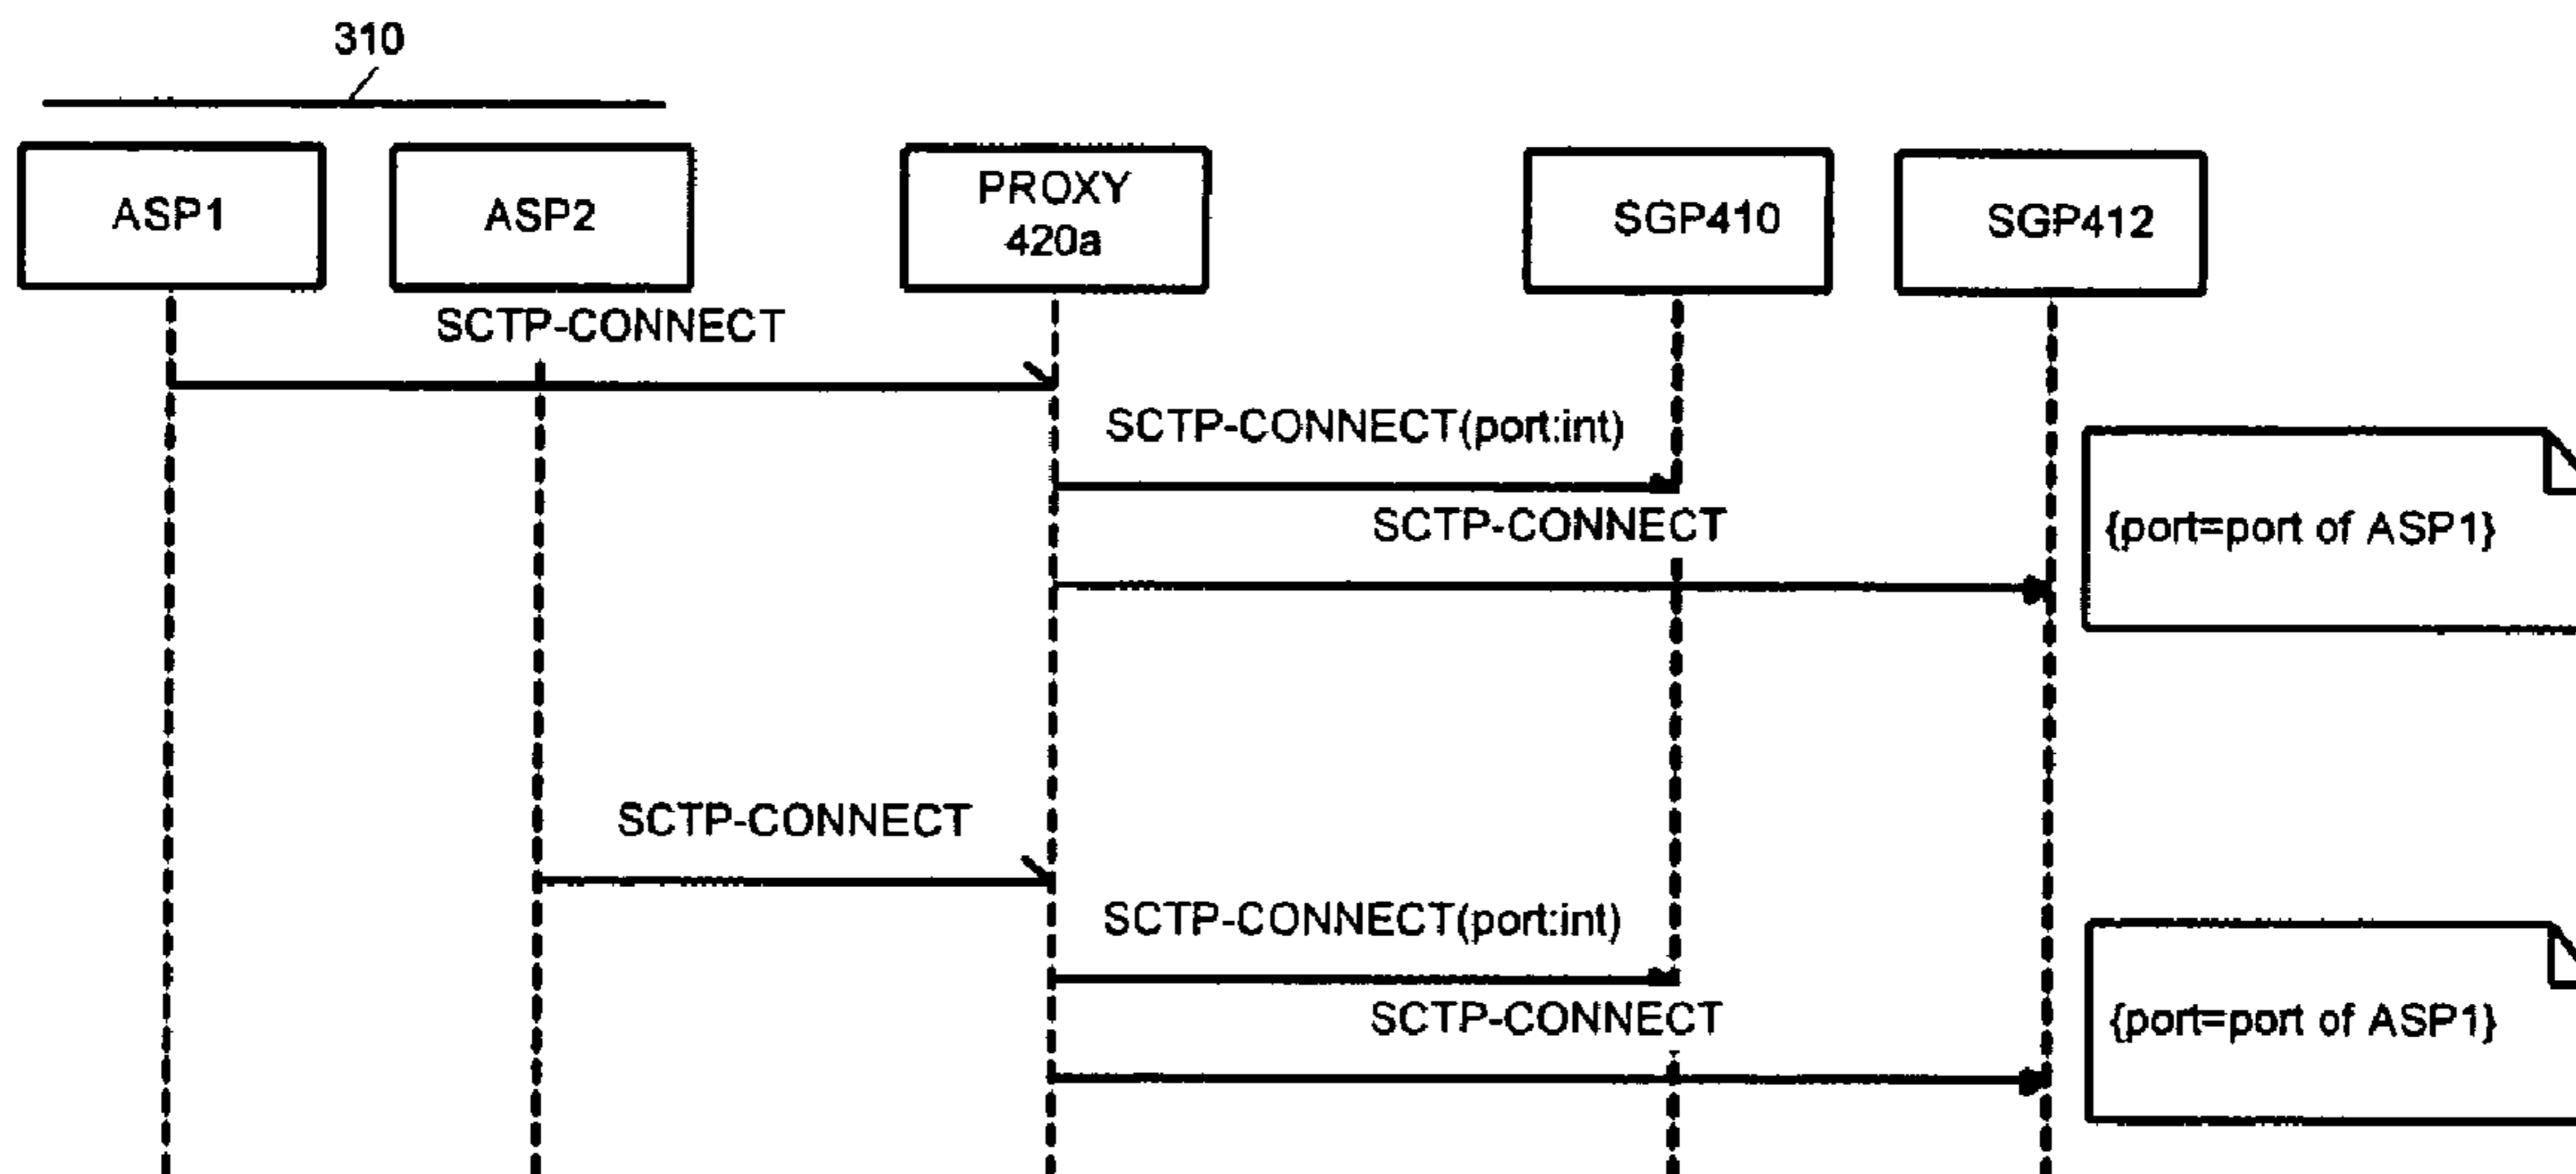 310
ASP1
ASP2
PROXY
420a
SGP410
SGP412
SCTP-CONNECT
SCTP-CONNECT(port:int)
SCTP-CONNECT
{port=port of ASP1}
SCTP-CONNECT
SCTP-CONNECT(port:int)
SCTP-CONNECT
{port=port of ASP1}